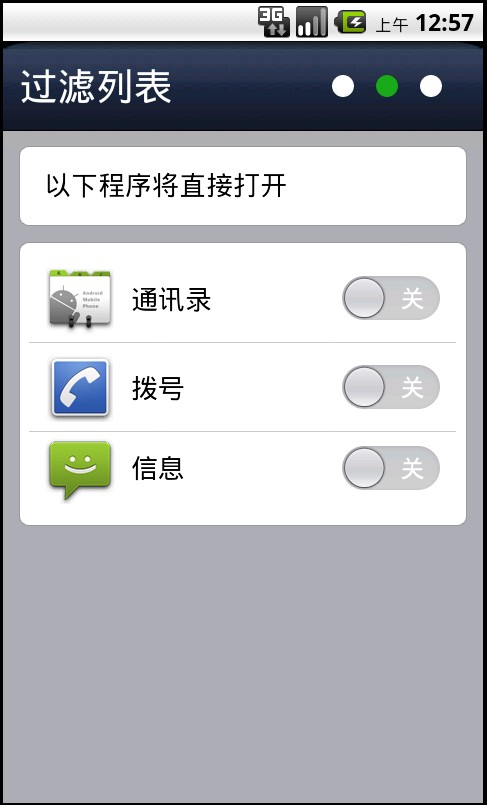 3G 上午 12:57
过滤列表
以下程序将直接打开
Android
Mobile
Phone
通讯录 关
拨号 关
信息 关